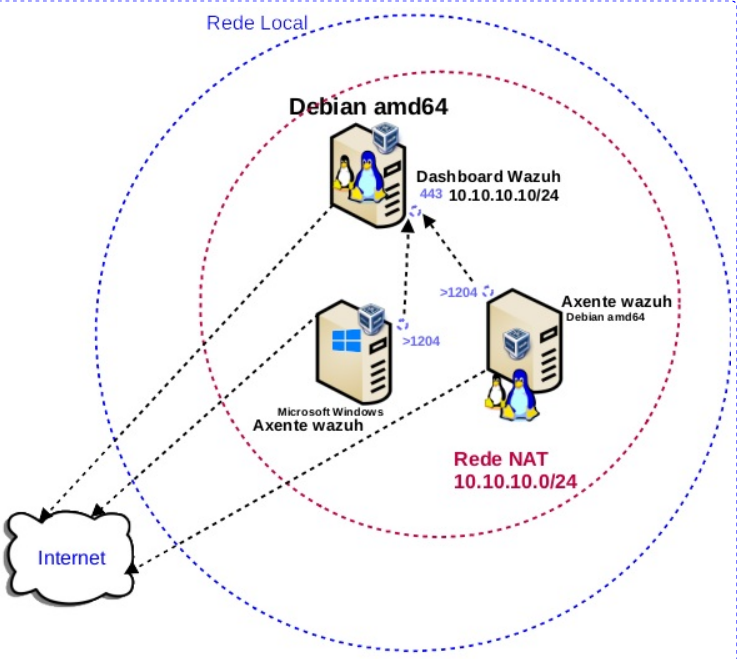 Rede Local
Debian amd64
Dashboard Wazuh
443 10.10.10.10/24
>1204
Axente wazuh
Debian amd64
>1204
Microsoft Windows
Axente wazuh
Rede NAT
10.10.10.0/24
Internet